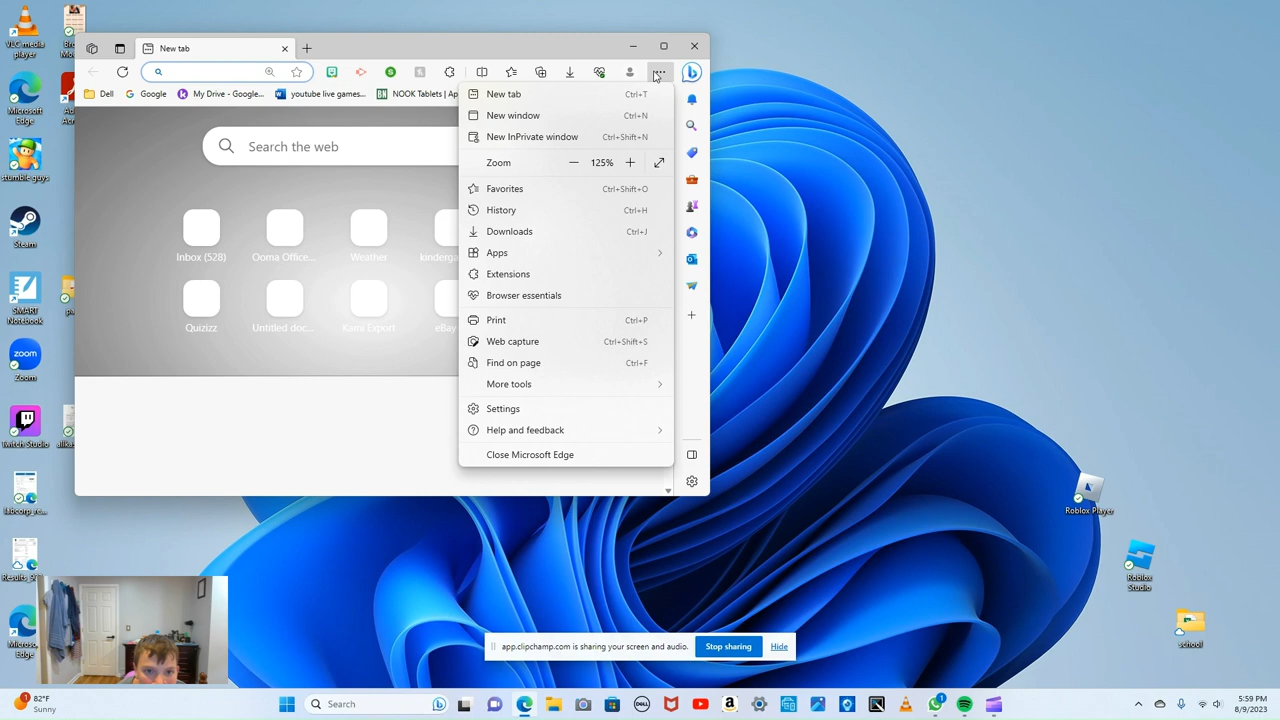 VLC media
player
Microsoft
Edge
stumble guys
Steam
SMART
Notebook
Zoom
Twitch Studio
labcorp_re...
New tab
Dell
Google
My Drive - Google...
youtube live games...
NOOK Tablets | Ap
Search the web
Inbox (528)
Ooma Office...
Weather
Quizizz
Untitled doc...
Kami Export
eBay
New tab Ctrl+T
New window Ctrl+N
New InPrivate window Ctrl+Shift+N
Zoom 125%
Favorites Ctrl+Shift+O
History Ctrl+H
Downloads Ctrl+J
Apps
Extensions
Browser essentials
Print Ctrl+P
Web capture Ctrl+Shift+S
Find on page Ctrl+F
More tools
Settings
Help and feedback
Close Microsoft Edge
Roblox Player
Roblox
Studio
school
app.clipchamp.com is sharing your screen and audio. Stop sharing Hide
1
82°F
Sunny
Search
DELL
1
5:59 PM
8/9/2023